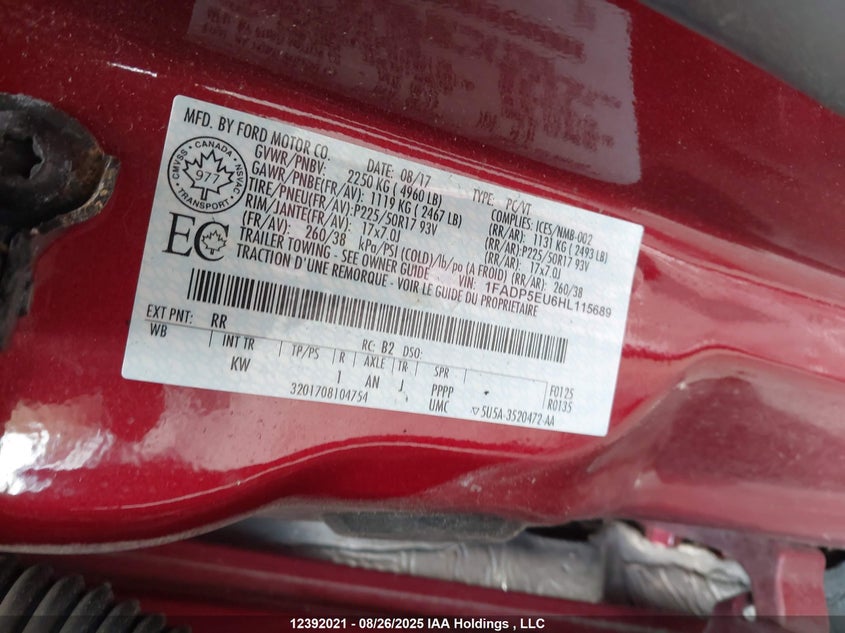 MFD. BY FORD MOTOR CO.
CMVSS · CANADA · NSVAC
977
TRANSPORT
EC
DATE: 08/17 TYPE: PC/VT
GVWR/PNBV: 2250 KG ( 4960 LB) COMPLIES: ICES/NMB-002
GAWR/PNBE(FR/AV): 1119 KG ( 2467 LB) (RR/AR): 1131 KG ( 2493 LB)
TIRE/PNEU(FR/AV):P225/50R17 93V (RR/AR):P225/50R17 93V
RIM/JANTE(FR/AV): 17x7.0J (RR/AR): 17x7.0J
(FR/AV): 260/38 kPa/PSI (COLD)/lb/po (A FROID) (RR/AR): 260/38
TRAILER TOWING - SEE OWNER GUIDE VIN: 1FADP5EU6HL115689
TRACTION D'UNE REMORQUE - VOIR LE GUIDE DU PROPRIETAIRE
EXT PNT: RR RC: B2 DSO:
WB INT TR TP/PS R AXLE TR SPR
KW 1 AN J PPPP F0125
3201708104754 UMC R0135
5U5A-3520472-AA
12392021 - 08/26/2025 IAA Holdings , LLC